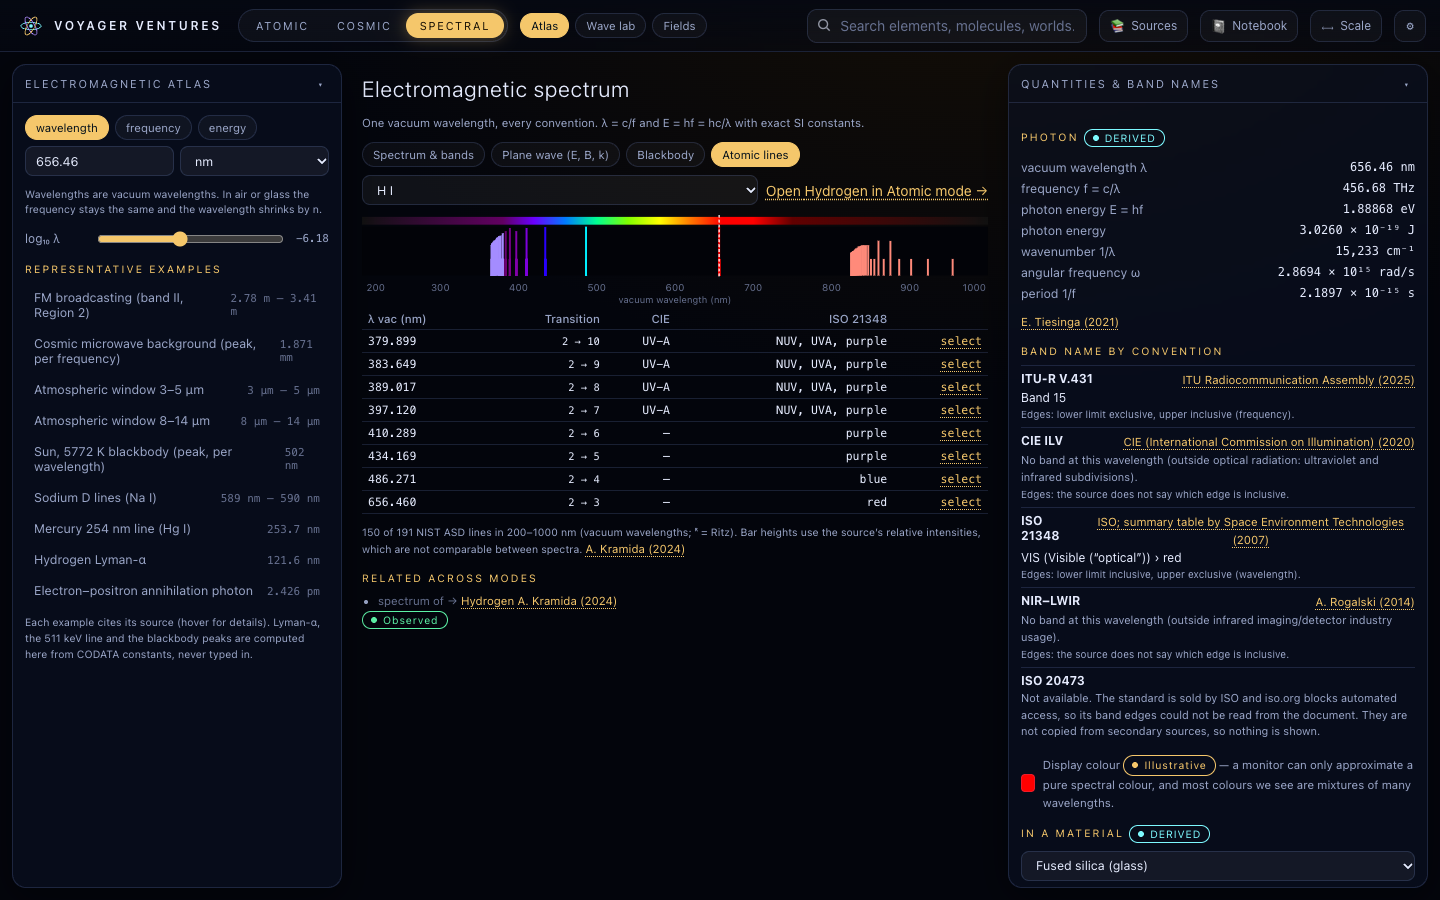 VOYAGER VENTURES
ATOMIC
COSMIC
SPECTRAL
Atlas
Wave lab
Fields
Search elements, molecules, worlds.
Sources
Notebook
Scale
ELECTROMAGNETIC ATLAS
wavelength
frequency
energy
656.46
nm
Wavelengths are vacuum wavelengths. In air or glass the
frequency stays the same and the wavelength shrinks by n.
log₁₀ λ
−6.18
REPRESENTATIVE EXAMPLES
FM broadcasting (band II, 2.78 m – 3.41
Region 2) m
Cosmic microwave background (peak, 1.871
per frequency) mm
Atmospheric window 3–5 µm 3 µm – 5 µm
Atmospheric window 8–14 µm 8 µm – 14 µm
Sun, 5772 K blackbody (peak, per 502
wavelength) nm
Sodium D lines (Na I) 589 nm – 590 nm
Mercury 254 nm line (Hg I) 253.7 nm
Hydrogen Lyman-α 121.6 nm
Electron–positron annihilation photon 2.426 pm
Each example cites its source (hover for details). Lyman-α,
the 511 keV line and the blackbody peaks are computed
here from CODATA constants, never typed in.
Electromagnetic spectrum
One vacuum wavelength, every convention. λ = c/f and E = hf = hc/λ with exact SI constants.
Spectrum & bands
Plane wave (E, B, k)
Blackbody
Atomic lines
H I
Open Hydrogen in Atomic mode →
200 300 400 500 600 700 800 900 1000
vacuum wavelength (nm)
λ vac (nm) Transition CIE ISO 21348
379.899 2 → 10 UV-A NUV, UVA, purple select
383.649 2 → 9 UV-A NUV, UVA, purple select
389.017 2 → 8 UV-A NUV, UVA, purple select
397.120 2 → 7 UV-A NUV, UVA, purple select
410.289 2 → 6 — purple select
434.169 2 → 5 — purple select
486.271 2 → 4 — blue select
656.460 2 → 3 — red select
150 of 191 NIST ASD lines in 200–1000 nm (vacuum wavelengths; ᴿ = Ritz). Bar heights use the source's relative intensities,
which are not comparable between spectra. A. Kramida (2024)
RELATED ACROSS MODES
spectrum of → Hydrogen A. Kramida (2024)
Observed
QUANTITIES & BAND NAMES
PHOTON DERIVED
vacuum wavelength λ 656.46 nm
frequency f = c/λ 456.68 THz
photon energy E = hf 1.88868 eV
photon energy 3.0260 × 10⁻¹⁹ J
wavenumber 1/λ 15,233 cm⁻¹
angular frequency ω 2.8694 × 10¹⁵ rad/s
period 1/f 2.1897 × 10⁻¹⁵ s
E. Tiesinga (2021)
BAND NAME BY CONVENTION
ITU-R V.431 ITU Radiocommunication Assembly (2025)
Band 15
Edges: lower limit exclusive, upper inclusive (frequency).
CIE ILV CIE (International Commission on Illumination) (2020)
No band at this wavelength (outside optical radiation: ultraviolet and
infrared subdivisions).
Edges: the source does not say which edge is inclusive.
ISO ISO; summary table by Space Environment Technologies
21348 (2007)
VIS (Visible (“optical”)) › red
Edges: lower limit inclusive, upper exclusive (wavelength).
NIR–LWIR A. Rogalski (2014)
No band at this wavelength (outside infrared imaging/detector industry
usage).
Edges: the source does not say which edge is inclusive.
ISO 20473
Not available. The standard is sold by ISO and iso.org blocks automated
access, so its band edges could not be read from the document. They are
not copied from secondary sources, so nothing is shown.
Display colour Illustrative — a monitor can only approximate a
pure spectral colour, and most colours we see are mixtures of many
wavelengths.
IN A MATERIAL DERIVED
Fused silica (glass)